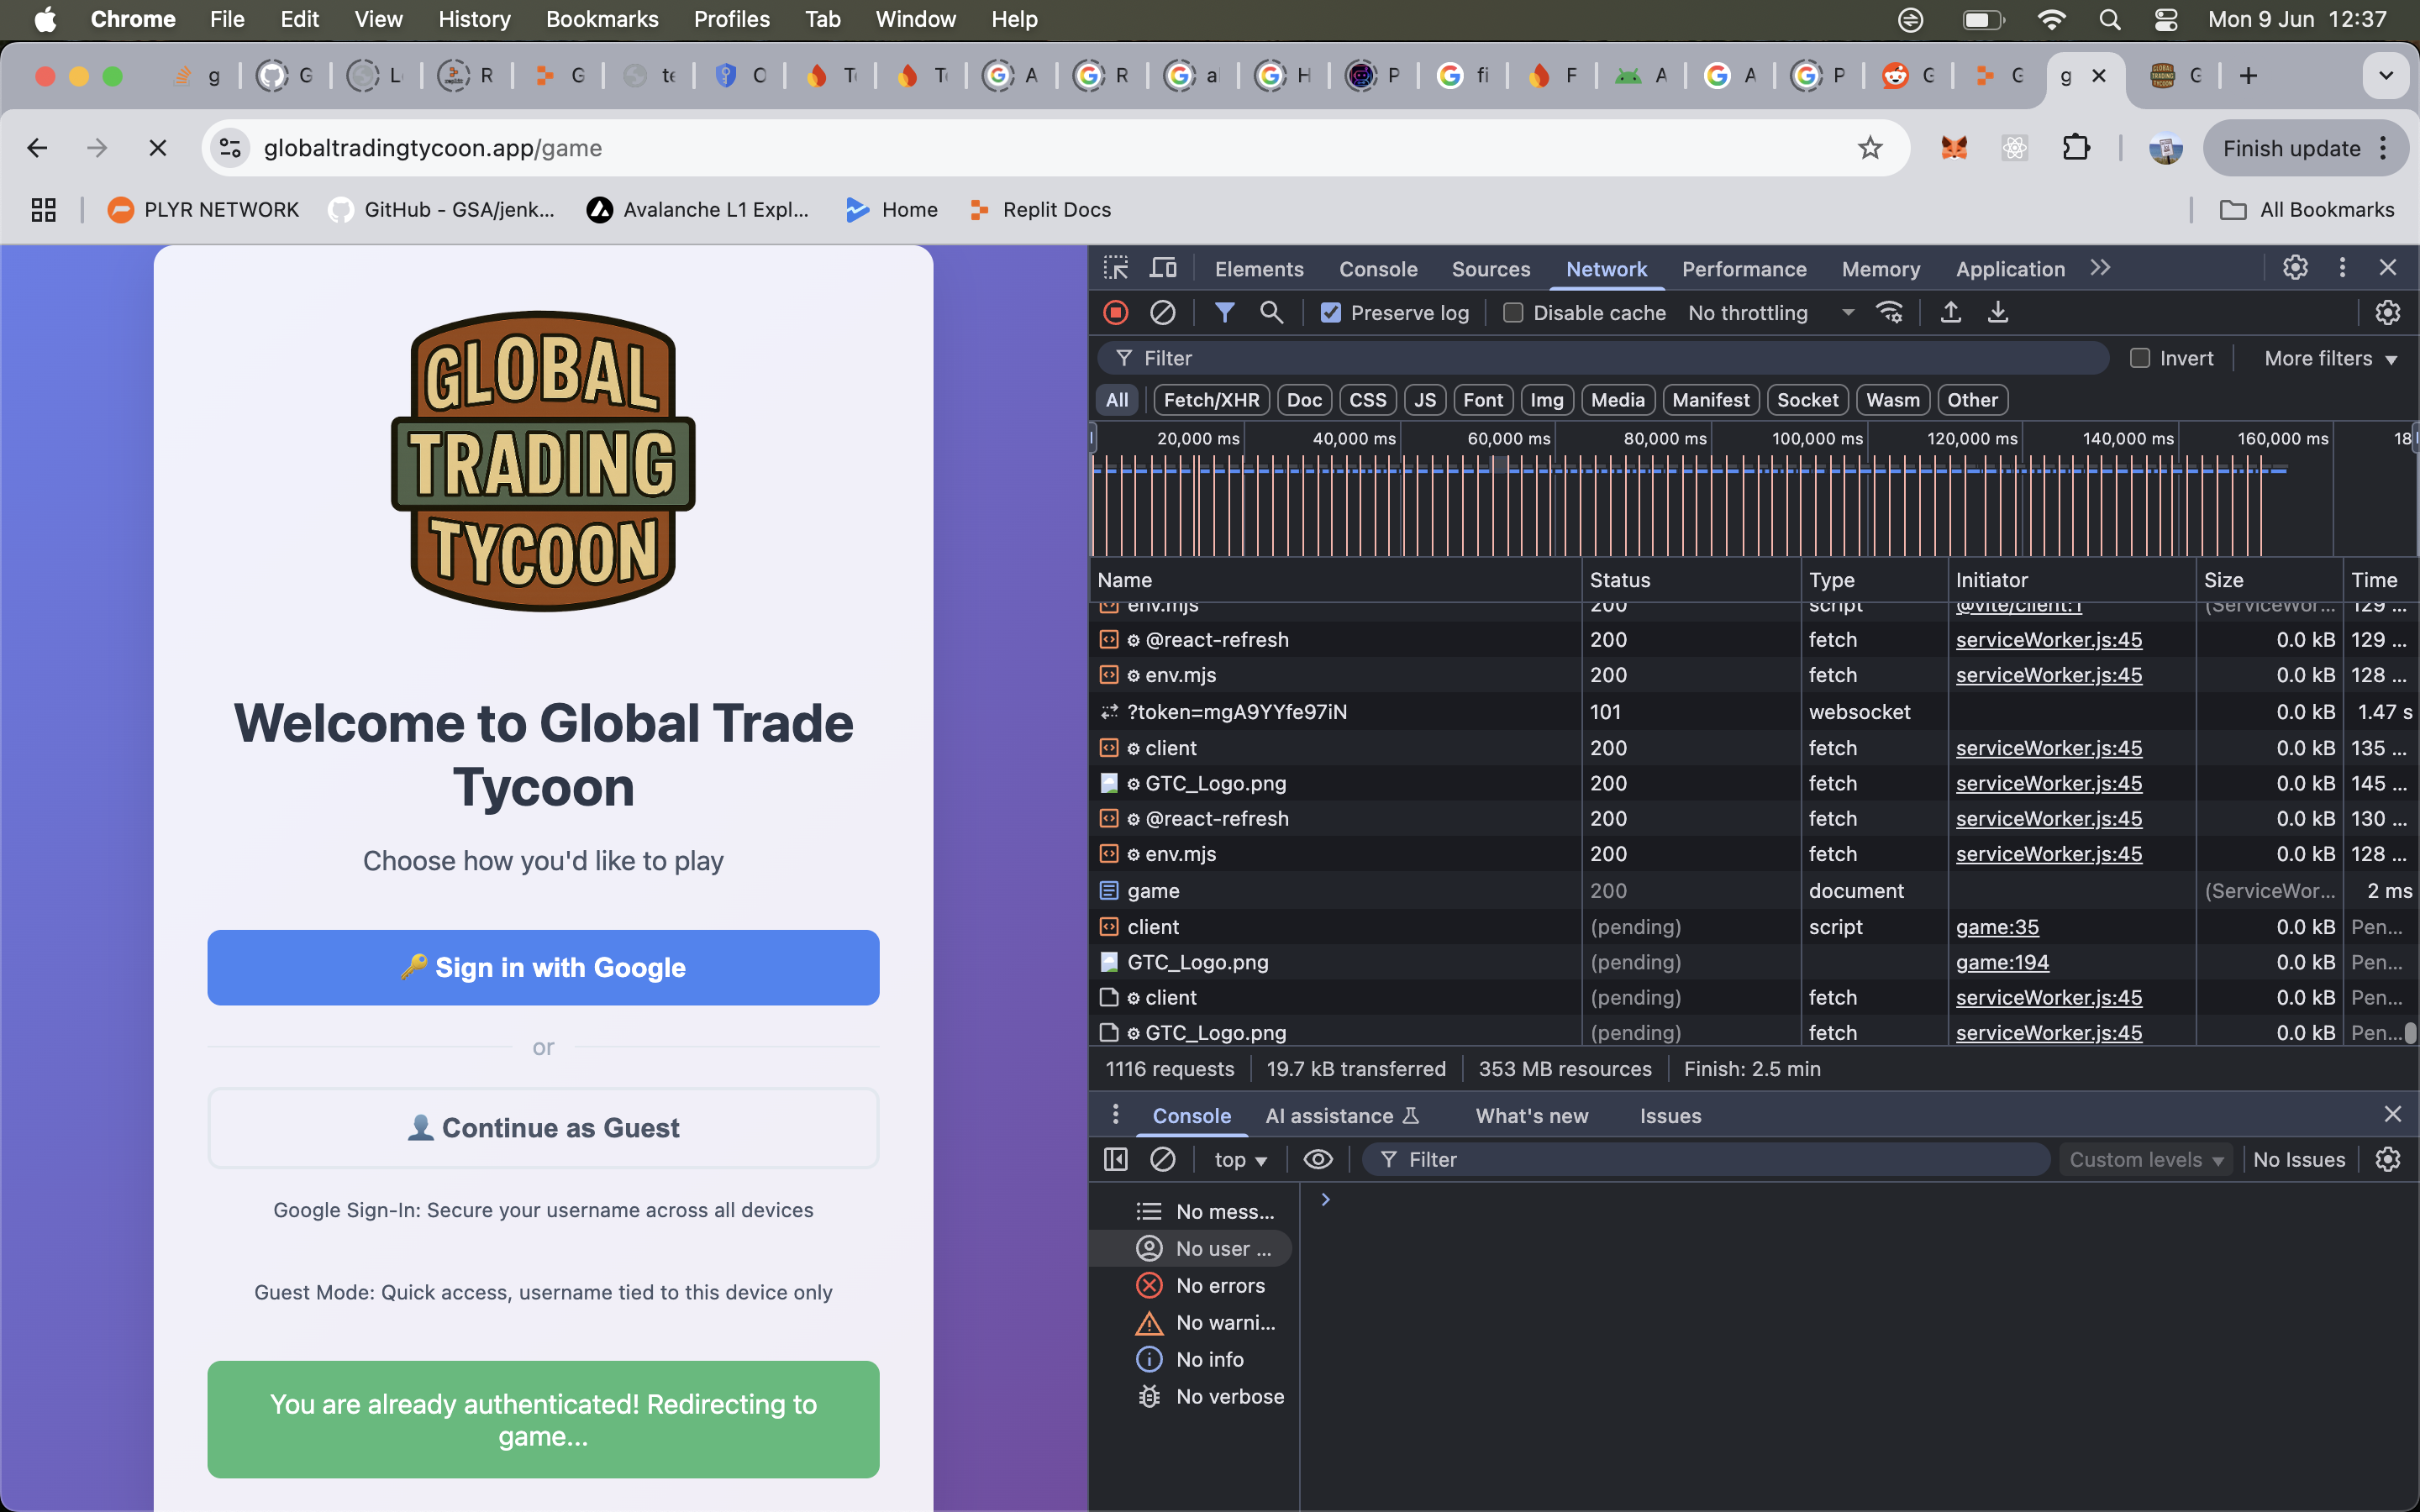 Chrome File Edit View History Bookmarks Profiles Tab Window Help Mon 9 Jun 12:37
g G L R G te O T T A R a H P fi F A A P G G g G
globaltradingtycoon.app/game Finish update
PLYR NETWORK GitHub - GSA/jenk... Avalanche L1 Expl... Home Replit Docs All Bookmarks
GLOBAL
TRADING
TYCOON
Welcome to Global Trade
Tycoon
Choose how you'd like to play
Sign in with Google
or
Continue as Guest
Google Sign-In: Secure your username across all devices
Guest Mode: Quick access, username tied to this device only
You are already authenticated! Redirecting to
game...
Elements Console Sources Network Performance Memory Application
Preserve log Disable cache No throttling
Filter Invert More filters
All Fetch/XHR Doc CSS JS Font Img Media Manifest Socket Wasm Other
20,000 ms 40,000 ms 60,000 ms 80,000 ms 100,000 ms 120,000 ms 140,000 ms 160,000 ms 18
Name Status Type Initiator Size Time
env.mjs 200 script @vite/client:1 (ServiceWor... 129 ...
@react-refresh 200 fetch serviceWorker.js:45 0.0 kB 129 ...
env.mjs 200 fetch serviceWorker.js:45 0.0 kB 128 ...
?token=mgA9YYfe97iN 101 websocket 0.0 kB 1.47 s
client 200 fetch serviceWorker.js:45 0.0 kB 135 ...
GTC_Logo.png 200 fetch serviceWorker.js:45 0.0 kB 145 ...
@react-refresh 200 fetch serviceWorker.js:45 0.0 kB 130 ...
env.mjs 200 fetch serviceWorker.js:45 0.0 kB 128 ...
game 200 document (ServiceWor... 2 ms
client (pending) script game:35 0.0 kB Pen...
GTC_Logo.png (pending) game:194 0.0 kB Pen...
client (pending) fetch serviceWorker.js:45 0.0 kB Pen...
GTC_Logo.png (pending) fetch serviceWorker.js:45 0.0 kB Pen...
1116 requests 19.7 kB transferred 353 MB resources Finish: 2.5 min
Console AI assistance What's new Issues
top Filter Custom levels No Issues
No mess...
No user ...
No errors
No warni...
No info
No verbose